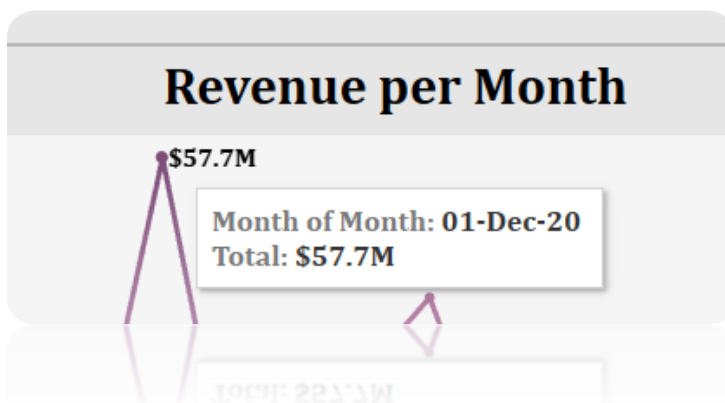 Revenue per Month
$57.7M
Month of Month: 01-Dec-20
Total: $57.7M